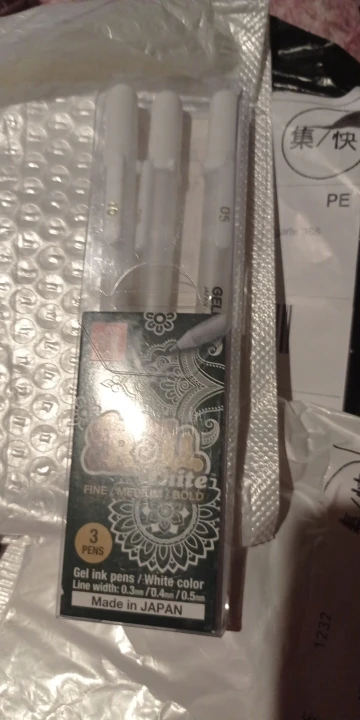 集/快
PE
10
05
GEL
FINE / MEDIUM / BOLD
3
PENS
Gel ink pens / White color
Line width: 0.3mm / 0.4mm / 0.5mm
Made in JAPAN
1232